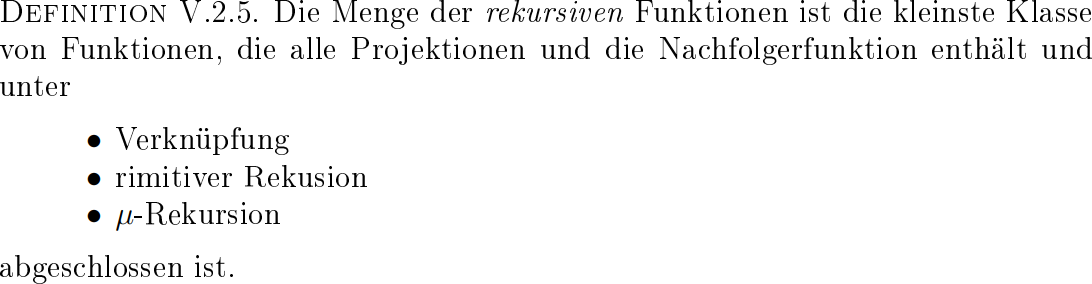 DEFINITION V.2.5. Die Menge der rekursiven Funktionen ist die kleinste Klasse
von Funktionen, die alle Projektionen und die Nachfolgerfunktion enthält und
unter
• Verknüpfung
• rimitiver Rekusion
• μ-Rekursion
abgeschlossen ist.